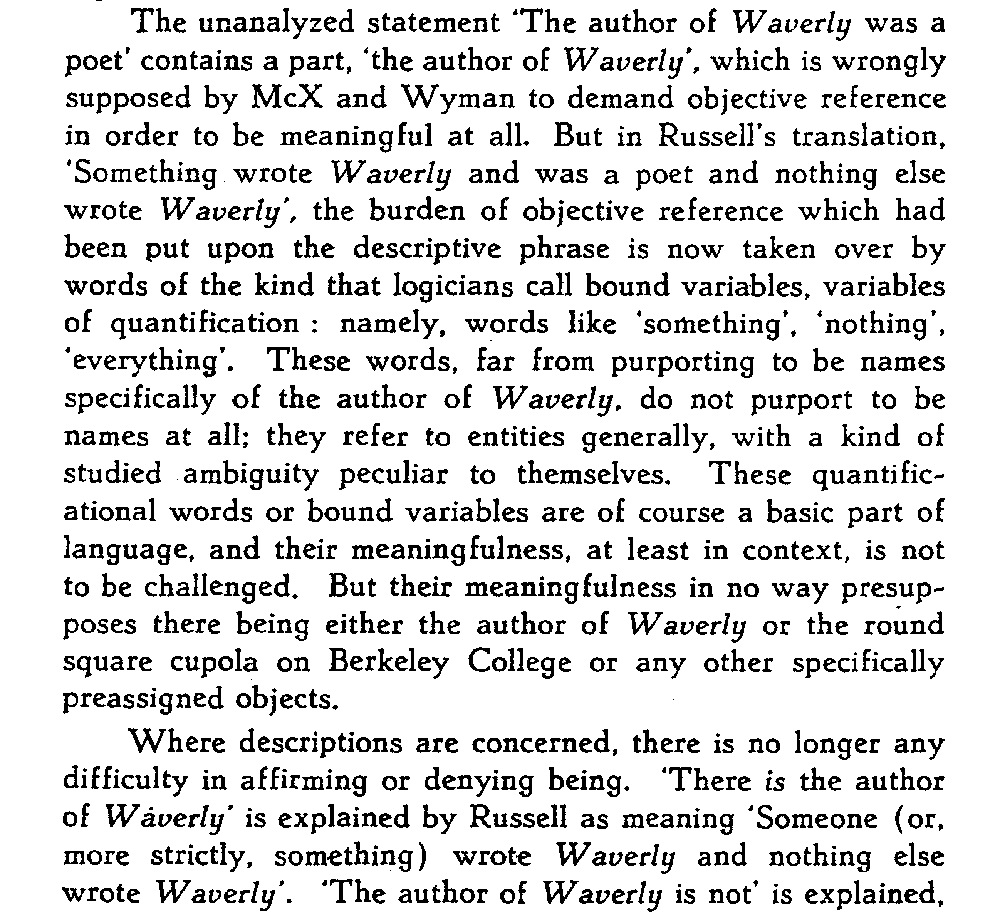 The unanalyzed statement ‘The author of Waverly was a
poet’ contains a part, ‘the author of Waverly’, which is wrongly
supposed by McX and Wyman to demand objective reference
in order to be meaningful at all. But in Russell’s translation,
‘Something wrote Waverly and was a poet and nothing else
wrote Waverly’, the burden of objective reference which had
been put upon the descriptive phrase is now taken over by
words of the kind that logicians call bound variables, variables
of quantification : namely, words like ‘something’, ‘nothing’,
‘everything’. These words, far from purporting to be names
specifically of the author of Waverly, do not purport to be
names at all; they refer to entities generally, with a kind of
studied ambiguity peculiar to themselves. These quantific-
ational words or bound variables are of course a basic part of
language, and their meaningfulness, at least in context, is not
to be challenged. But their meaningfulness in no way presup-
poses there being either the author of Waverly or the round
square cupola on Berkeley College or any other specifically
preassigned objects.
Where descriptions are concerned, there is no longer any
difficulty in affirming or denying being. ‘There is the author
of Waverly’ is explained by Russell as meaning ‘Someone (or,
more strictly, something) wrote Waverly and nothing else
wrote Waverly’. ‘The author of Waverly is not’ is explained,